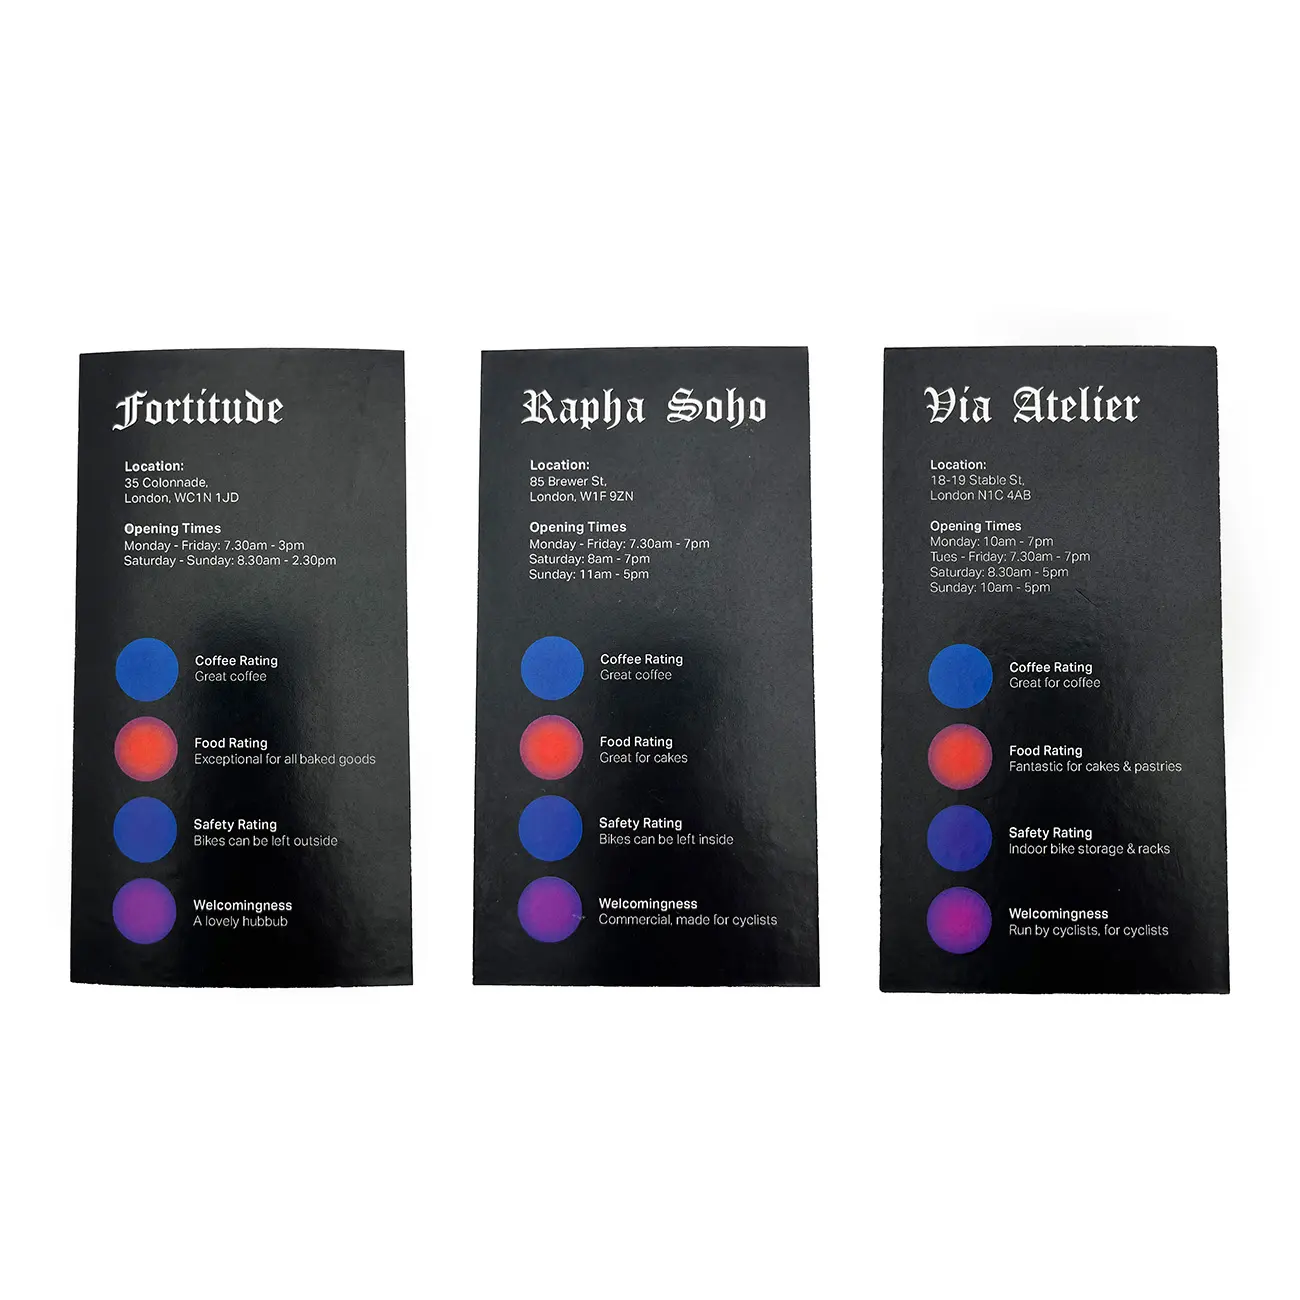 Fortitude
Location:
35 Colonnade,
London, WC1N 1JD
Opening Times
Monday - Friday: 7.30am - 3pm
Saturday - Sunday: 8.30am - 2.30pm
Coffee Rating
Great coffee
Food Rating
Exceptional for all baked goods
Safety Rating
Bikes can be left outside
Welcomingness
A lovely hubbub
Rapha Soho
Location:
85 Brewer St,
London, W1F 9ZN
Opening Times
Monday - Friday: 7.30am - 7pm
Saturday: 8am - 7pm
Sunday: 11am - 5pm
Coffee Rating
Great coffee
Food Rating
Great for cakes
Safety Rating
Bikes can be left inside
Welcomingness
Commercial, made for cyclists
Via Atelier
Location:
18-19 Stable St,
London N1C 4AB
Opening Times
Monday: 10am - 7pm
Tues - Friday: 7.30am - 7pm
Saturday: 8.30am - 5pm
Sunday: 10am - 5pm
Coffee Rating
Great for coffee
Food Rating
Fantastic for cakes & pastries
Safety Rating
Indoor bike storage & racks
Welcomingness
Run by cyclists, for cyclists